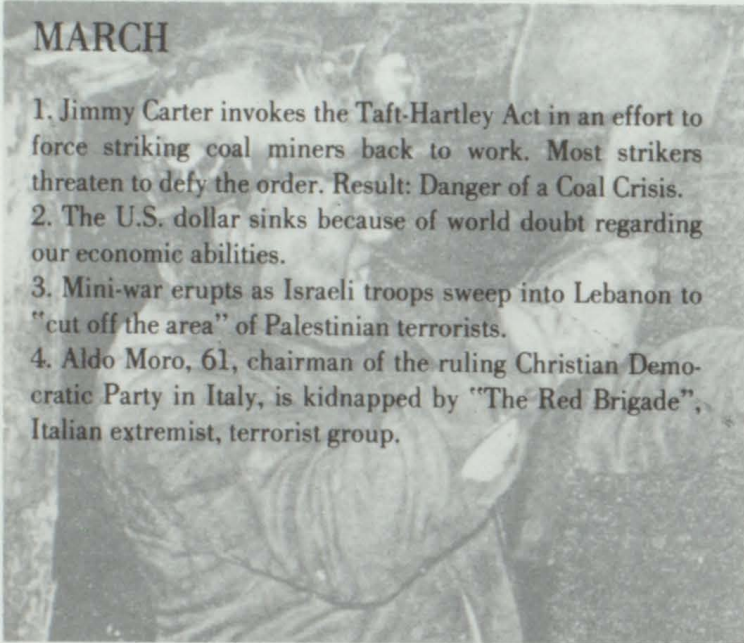 MARCH
1. Jimmy Carter invokes the Taft-Hartley Act in an effort to
force striking coal miners back to work. Most strikers
threaten to defy the order. Result: Danger of a Coal Crisis.
2. The U.S. dollar sinks because of world doubt regarding
our economic abilities.
3. Mini-war erupts as Israeli troops sweep into Lebanon to
"cut off the area" of Palestinian terrorists.
4. Aldo Moro, 61, chairman of the ruling Christian Demo-
cratic Party in Italy, is kidnapped by "The Red Brigade",
Italian extremist, terrorist group.